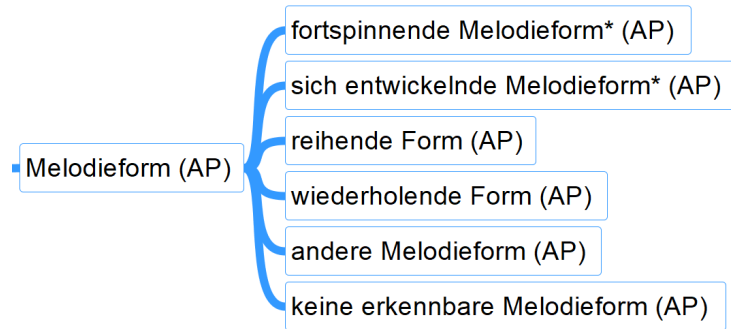 fortspinnende Melodieform* (AP)
sich entwickelnde Melodieform* (AP)
reihende Form (AP)
Melodieform (AP)
wiederholende Form (AP)
andere Melodieform (AP)
keine erkennbare Melodieform (AP)